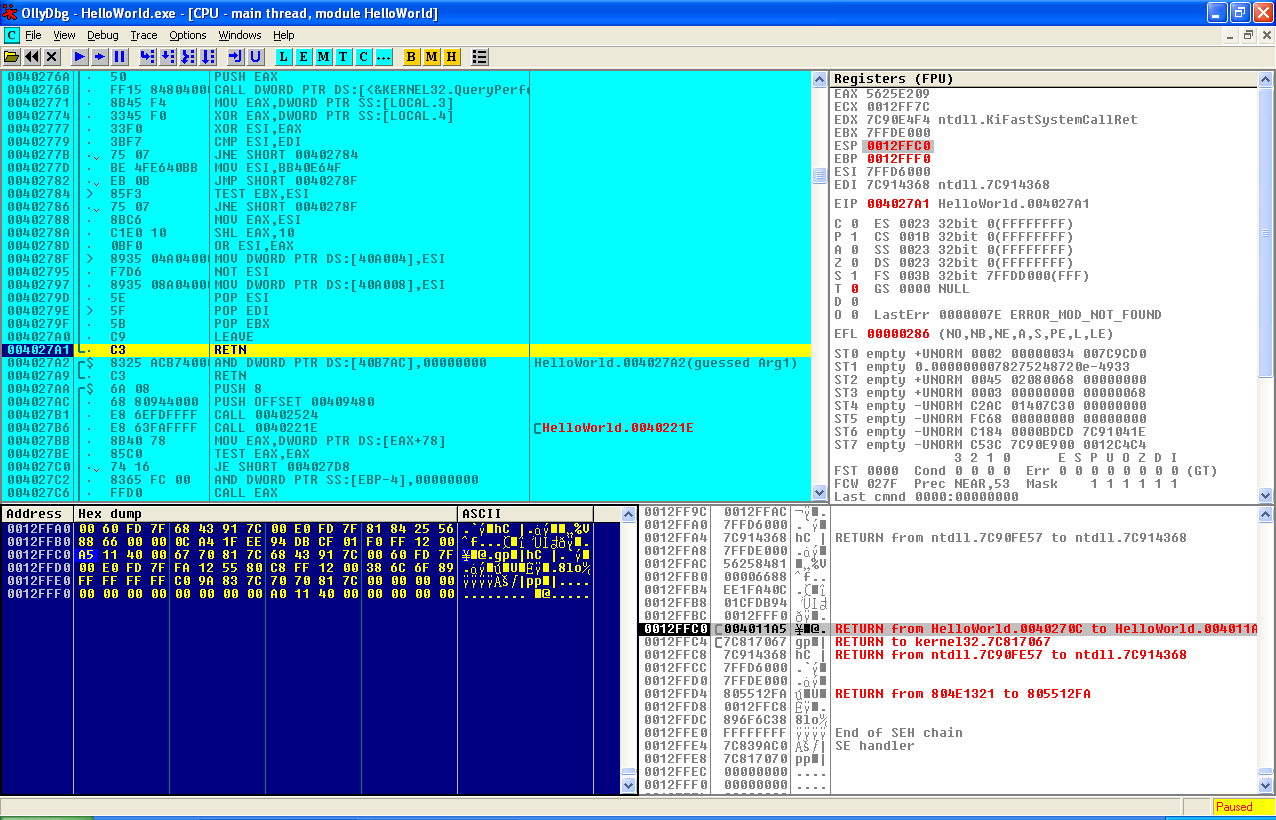 OllyDbg - HelloWorld.exe - [CPU - main thread, module HelloWorld]
C File View Debug Trace Options Windows Help
L E M T C ... B M H
0040276A · 50 PUSH EAX
0040276B · FF15 84804000 CALL DWORD PTR DS:[<&KERNEL32.QueryPerfo
00402771 · 8B45 F4 MOV EAX,DWORD PTR SS:[LOCAL.3]
00402774 · 3345 F0 XOR EAX,DWORD PTR SS:[LOCAL.4]
00402777 · 33F0 XOR ESI,EAX
00402779 · 3BF7 CMP ESI,EDI
0040277B · 75 07 JNE SHORT 00402784
0040277D · BE 4FE640BB MOV ESI,BB40E64F
00402782 · EB 0B JMP SHORT 0040278F
00402784 > 85F3 TEST EBX,ESI
00402786 · 75 07 JNE SHORT 0040278F
00402788 · 8BC6 MOV EAX,ESI
0040278A · C1E0 10 SHL EAX,10
0040278D · 0BF0 OR ESI,EAX
0040278F > 8935 04A04000 MOV DWORD PTR DS:[40A004],ESI
00402795 · F7D6 NOT ESI
00402797 · 8935 08A04000 MOV DWORD PTR DS:[40A008],ESI
0040279D · 5E POP ESI
0040279E > 5F POP EDI
0040279F · 5B POP EBX
004027A0 · C9 LEAVE
004027A1 · C3 RETN
004027A2 $ 8325 ACB74000 AND DWORD PTR DS:[40B7AC],00000000 HelloWorld.004027A2(guessed Arg1)
004027A9 · C3 RETN
004027AA $ 6A 08 PUSH 8
004027AC · 68 80944000 PUSH OFFSET 00409480
004027B1 · E8 6EFDFFFF CALL 00402524
004027B6 · E8 63FAFFFF CALL 0040221E [HelloWorld.0040221E
004027BB · 8B40 78 MOV EAX,DWORD PTR DS:[EAX+78]
004027BE · 85C0 TEST EAX,EAX
004027C0 · 74 16 JE SHORT 004027D8
004027C2 · 8365 FC 00 AND DWORD PTR SS:[EBP-4],00000000
004027C6 · FFD0 CALL EAX
Registers (FPU)
EAX 5625E209
ECX 0012FF7C
EDX 7C90E4F4 ntdll.KiFastSystemCallRet
EBX 7FFDE000
ESP 0012FFC0
EBP 0012FFF0
ESI 7FFD6000
EDI 7C914368 ntdll.7C914368
EIP 004027A1 HelloWorld.004027A1
C 0 ES 0023 32bit 0(FFFFFFFF)
P 1 CS 001B 32bit 0(FFFFFFFF)
A 0 SS 0023 32bit 0(FFFFFFFF)
Z 0 DS 0023 32bit 0(FFFFFFFF)
S 1 FS 003B 32bit 7FFDD000(FFF)
T 0 GS 0000 NULL
D 0
O 0 LastErr 0000007E ERROR_MOD_NOT_FOUND
EFL 00000286 (NO,NB,NE,A,S,PE,L,LE)
ST0 empty +UNORM 0002 00000034 007C9CD0
ST1 empty 0.0000000078275248720e-4933
ST2 empty +UNORM 0045 02080068 00000000
ST3 empty +UNORM 0003 00000000 00000068
ST4 empty -UNORM C2AC 01407C30 00000000
ST5 empty -UNORM FC68 00000000 00000000
ST6 empty -UNORM C184 0000BDCD 7C91041E
ST7 empty -UNORM C53C 7C90E900 0012C4C4
3 2 1 0 E S P U O Z D I
FST 0000 Cond 0 0 0 0 Err 0 0 0 0 0 0 0 0 (GT)
FCW 027F Prec NEAR,53 Mask 1 1 1 1 1 1
Last cmnd 0000:00000000
Address Hex dump ASCII
0012FFA0 00 60 FD 7F 68 43 91 7C 00 E0 FD 7F 81 84 25 56
0012FFB0 88 66 00 00 0C A4 1F EE 94 DB CF 01 F0 FF 12 00
0012FFC0 A5 11 40 00 67 70 81 7C 68 43 91 7C 00 60 FD 7F
0012FFD0 00 E0 FD 7F FA 12 55 80 C8 FF 12 00 38 6C 6F 89
0012FFE0 FF FF FF FF C0 9A 83 7C 70 70 81 7C 00 00 00 00
0012FFF0 00 00 00 00 00 00 00 00 A0 11 40 00 00 00 00 00
0012FF9C 0012FFAC
0012FFA0 7FFD6000
0012FFA4 7C914368 hC RETURN from ntdll.7C90FE57 to ntdll.7C914368
0012FFA8 7FFDE000
0012FFAC 56258481
0012FFB0 00006688
0012FFB4 EE1FA40C
0012FFB8 01CFDB94
0012FFBC 0012FFF0
0012FFC0 004011A5 RETURN from HelloWorld.0040270C to HelloWorld.004011A
0012FFC4 7C817067 gp RETURN to kernel32.7C817067
0012FFC8 7C914368 hC RETURN from ntdll.7C90FE57 to ntdll.7C914368
0012FFCC 7FFD6000
0012FFD0 7FFDE000
0012FFD4 805512FA RETURN from 804E1321 to 805512FA
0012FFD8 0012FFC8
0012FFDC 896F6C38 8lo‰
0012FFE0 FFFFFFFF ÿÿÿÿ End of SEH chain
0012FFE4 7C839AC0 SE handler
0012FFE8 7C817070 pp
0012FFEC 00000000 ....
0012FFF0 00000000 ....
Paused